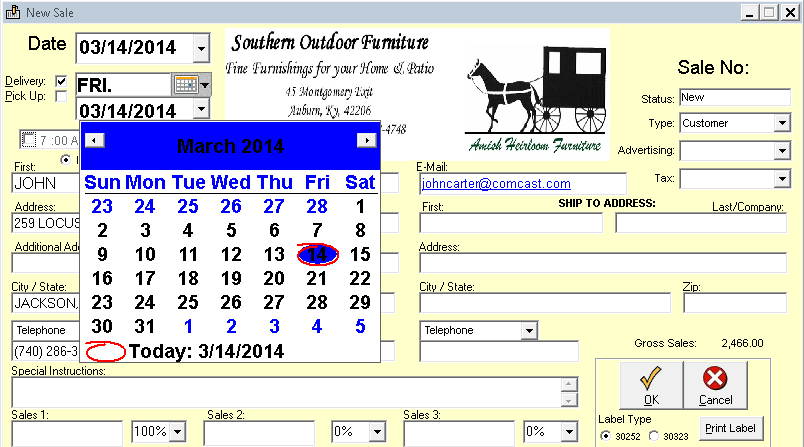 New Sale
Date 03/14/2014
Delivery: FRI.
Pick Up: 03/14/2014
Southern Outdoor Furniture
Fine Furnishings for your Home & Patio
45 Montgomery Exit
Auburn, Ky, 42206
-4748
Amish Heirloom Furniture
Sale No:
Status: New
Type: Customer
Advertising:
Tax:
7 :00 A
March 2014
Sun Mon Tue Wed Thu Fri Sat
23 24 25 26 27 28 1
2 3 4 5 6 7 8
9 10 11 12 13 14 15
16 17 18 19 20 21 22
23 24 25 26 27 28 29
30 31 1 2 3 4 5
Today: 3/14/2014
First:
JOHN
E-Mail:
johncarter@comcast.com
Address:
259 LOCUS
First: SHIP TO ADDRESS: Last/Company:
Additional Ad
Address:
City / State:
JACKSON,
City / State: Zip:
Telephone
(740) 286-3
Telephone
Gross Sales: 2,466.00
Special Instructions:
OK Cancel
Sales 1: 100% Sales 2: 0% Sales 3: 0%
Label Type
30252 30323
Print Label